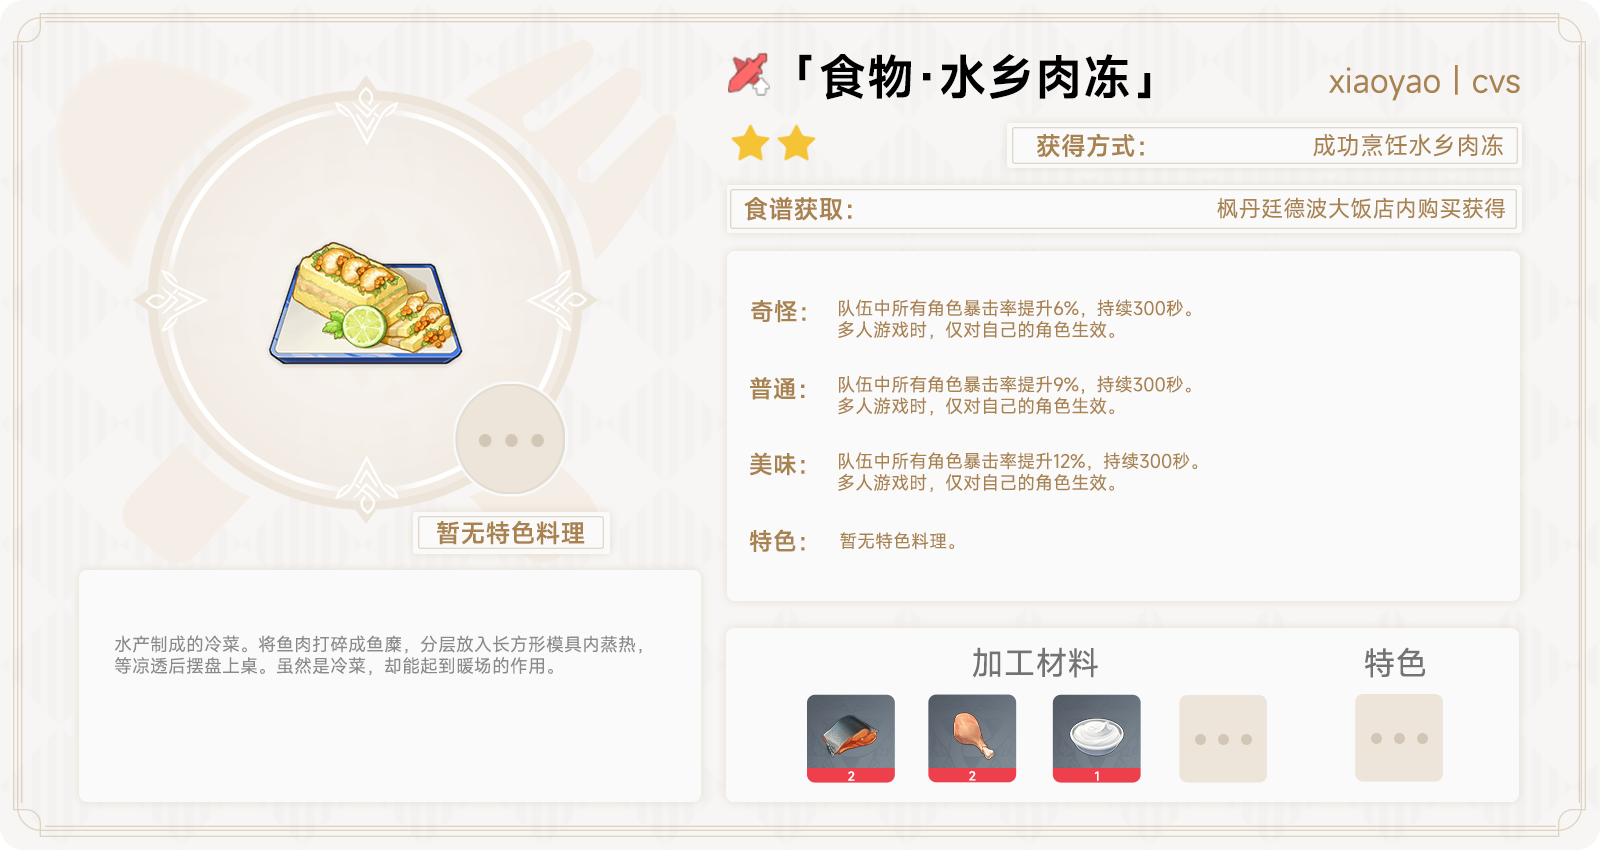 「食物·水乡肉冻」
xiaoyao | cvs
获得方式：
成功烹饪水乡肉冻
食谱获取：
枫丹廷德波大饭店内购买获得
奇怪：
队伍中所有角色暴击率提升6%，持续300秒。
多人游戏时，仅对自己的角色生效。
普通：
队伍中所有角色暴击率提升9%，持续300秒。
多人游戏时，仅对自己的角色生效。
美味：
队伍中所有角色暴击率提升12%，持续300秒。
多人游戏时，仅对自己的角色生效。
特色：
暂无特色料理。
暂无特色料理
水产制成的冷菜。将鱼肉打碎成鱼糜，分层放入长方形模具内蒸热，
等凉透后摆盘上桌。虽然是冷菜，却能起到暖场的作用。
加工材料
特色
2
2
1